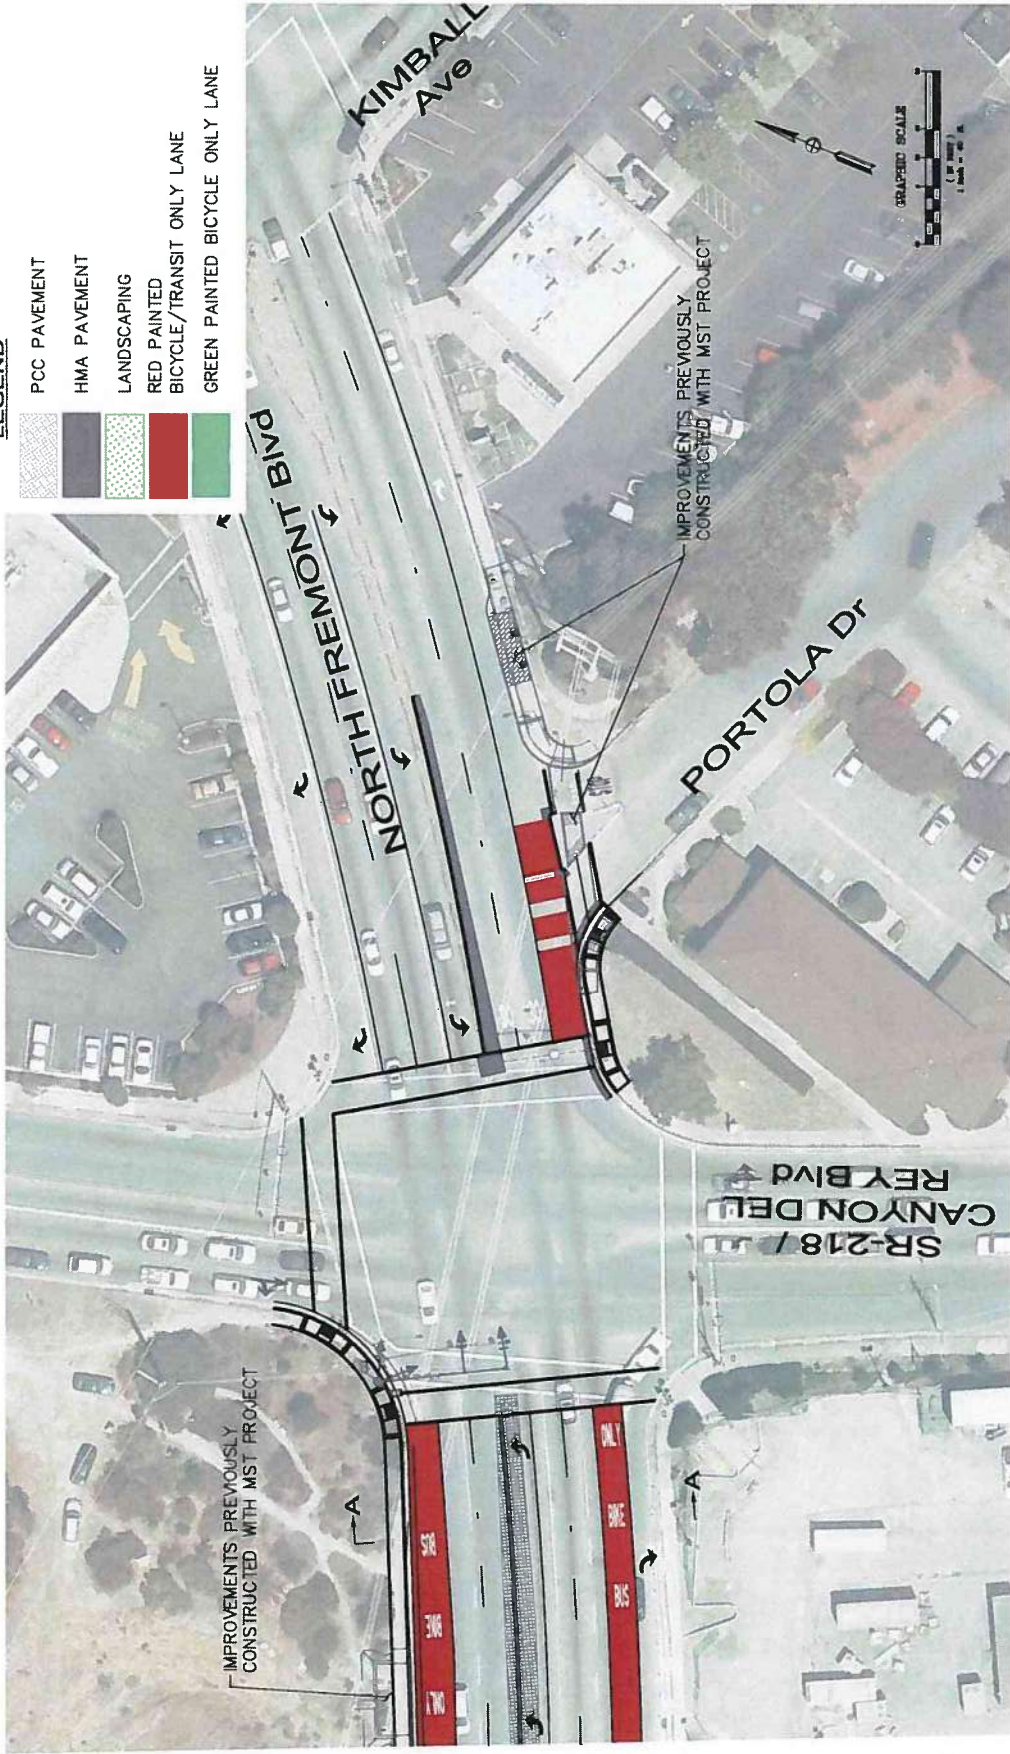 LEGEND
PCC PAVEMENT
HMA PAVEMENT
LANDSCAPING
RED PAINTED
BICYCLE/TRANSIT ONLY LANE
GREEN PAINTED BICYCLE ONLY LANE
KIMBALL
Ave
NORTH FREMONT Blvd
GRAPHIC SCALE
( IN FEET )
IMPROVEMENTS PREVIOUSLY
CONSTRUCTED WITH MST PROJECT
PORTOLA Dr
SR-218 /
CANYON DEL
REY Blvd
IMPROVEMENTS PREVIOUSLY
CONSTRUCTED WITH MST PROJECT
A
A
ONLY BIKE BUS
BUS BIKE ONLY